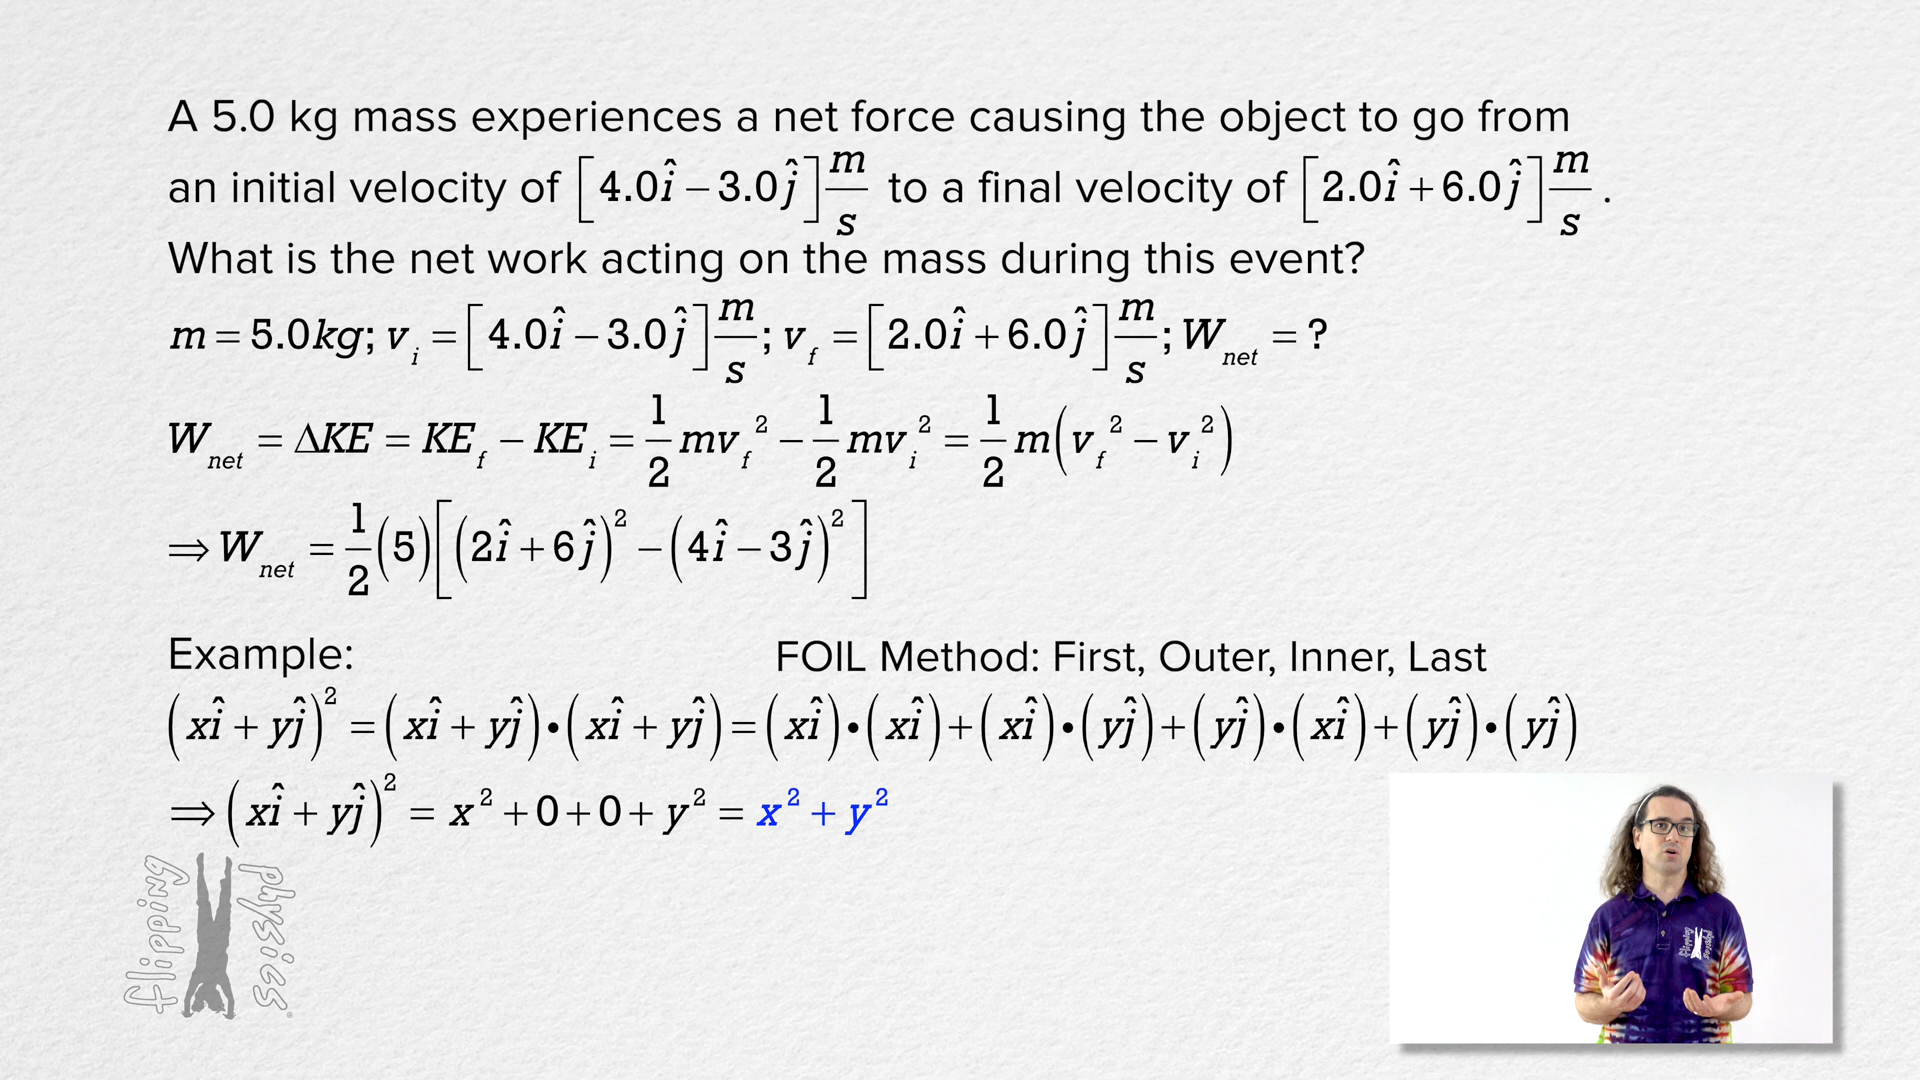 A 5.0 kg mass experiences a net force causing the object to go from
an initial velocity of [4.0î − 3.0ĵ] m/s to a final velocity of [2.0î + 6.0ĵ] m/s.
What is the net work acting on the mass during this event?
m = 5.0kg; v_i = [4.0î − 3.0ĵ] m/s; v_f = [2.0î + 6.0ĵ] m/s; W_net = ?
W_net = ΔKE = KE_f − KE_i = 1/2 mv_f² − 1/2 mv_i² = 1/2 m(v_f² − v_i²)
⇒ W_net = 1/2 (5)[(2î + 6ĵ)² − (4î − 3ĵ)²]
Example:
FOIL Method: First, Outer, Inner, Last
(xî + yĵ)² = (xî + yĵ)•(xî + yĵ) = (xî)•(xî) + (xî)•(yĵ) + (yĵ)•(xî) + (yĵ)•(yĵ)
⇒ (xî + yĵ)² = x² + 0 + 0 + y² = x² + y²
flipping physics
flipping physics